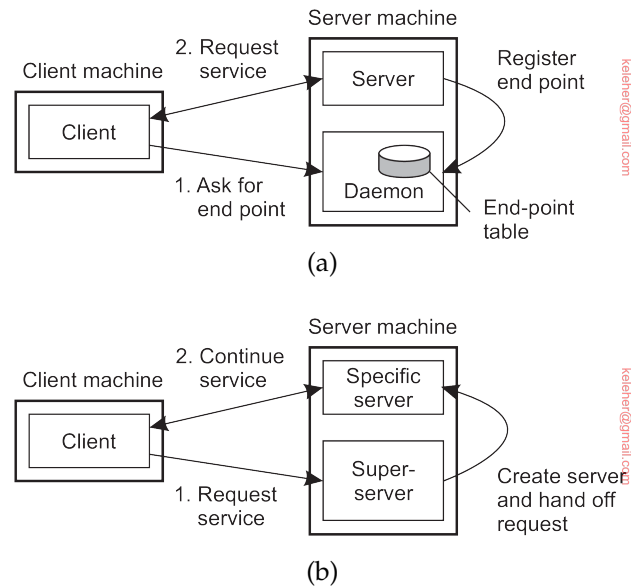 Server machine
2. Request
service
Register
end point
Client machine
Server
Client
1. Ask for
end point
Daemon
End-point
table
(a)
keleher@gmail.com
Server machine
2. Continue
service
Client machine
Specific
server
Client
Super-
server
1. Request
service
Create server
and hand off
request
(b)
keleher@gmail.com